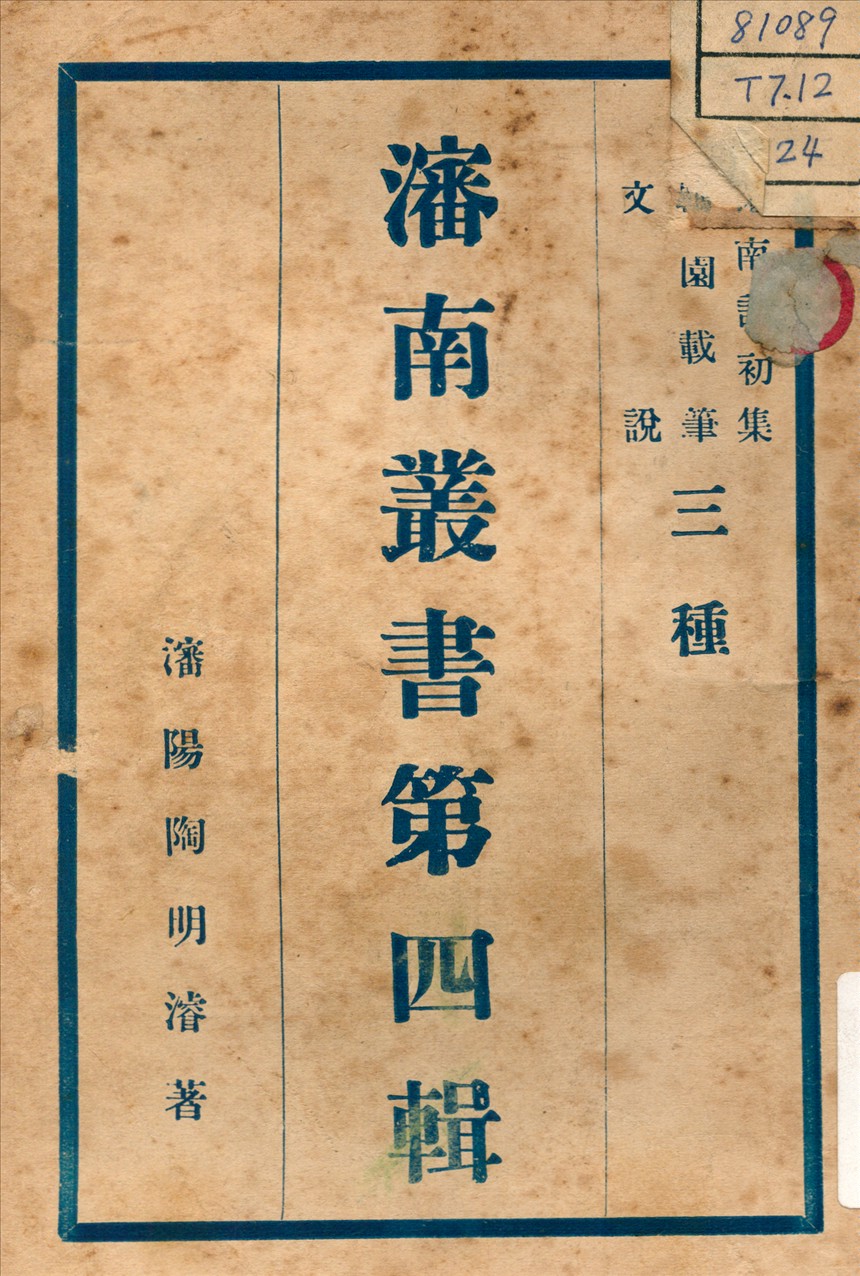 81089
T7.12
24
南初集
園載筆
文說
三種
瀋南叢書第四輯
瀋陽陶明濬著